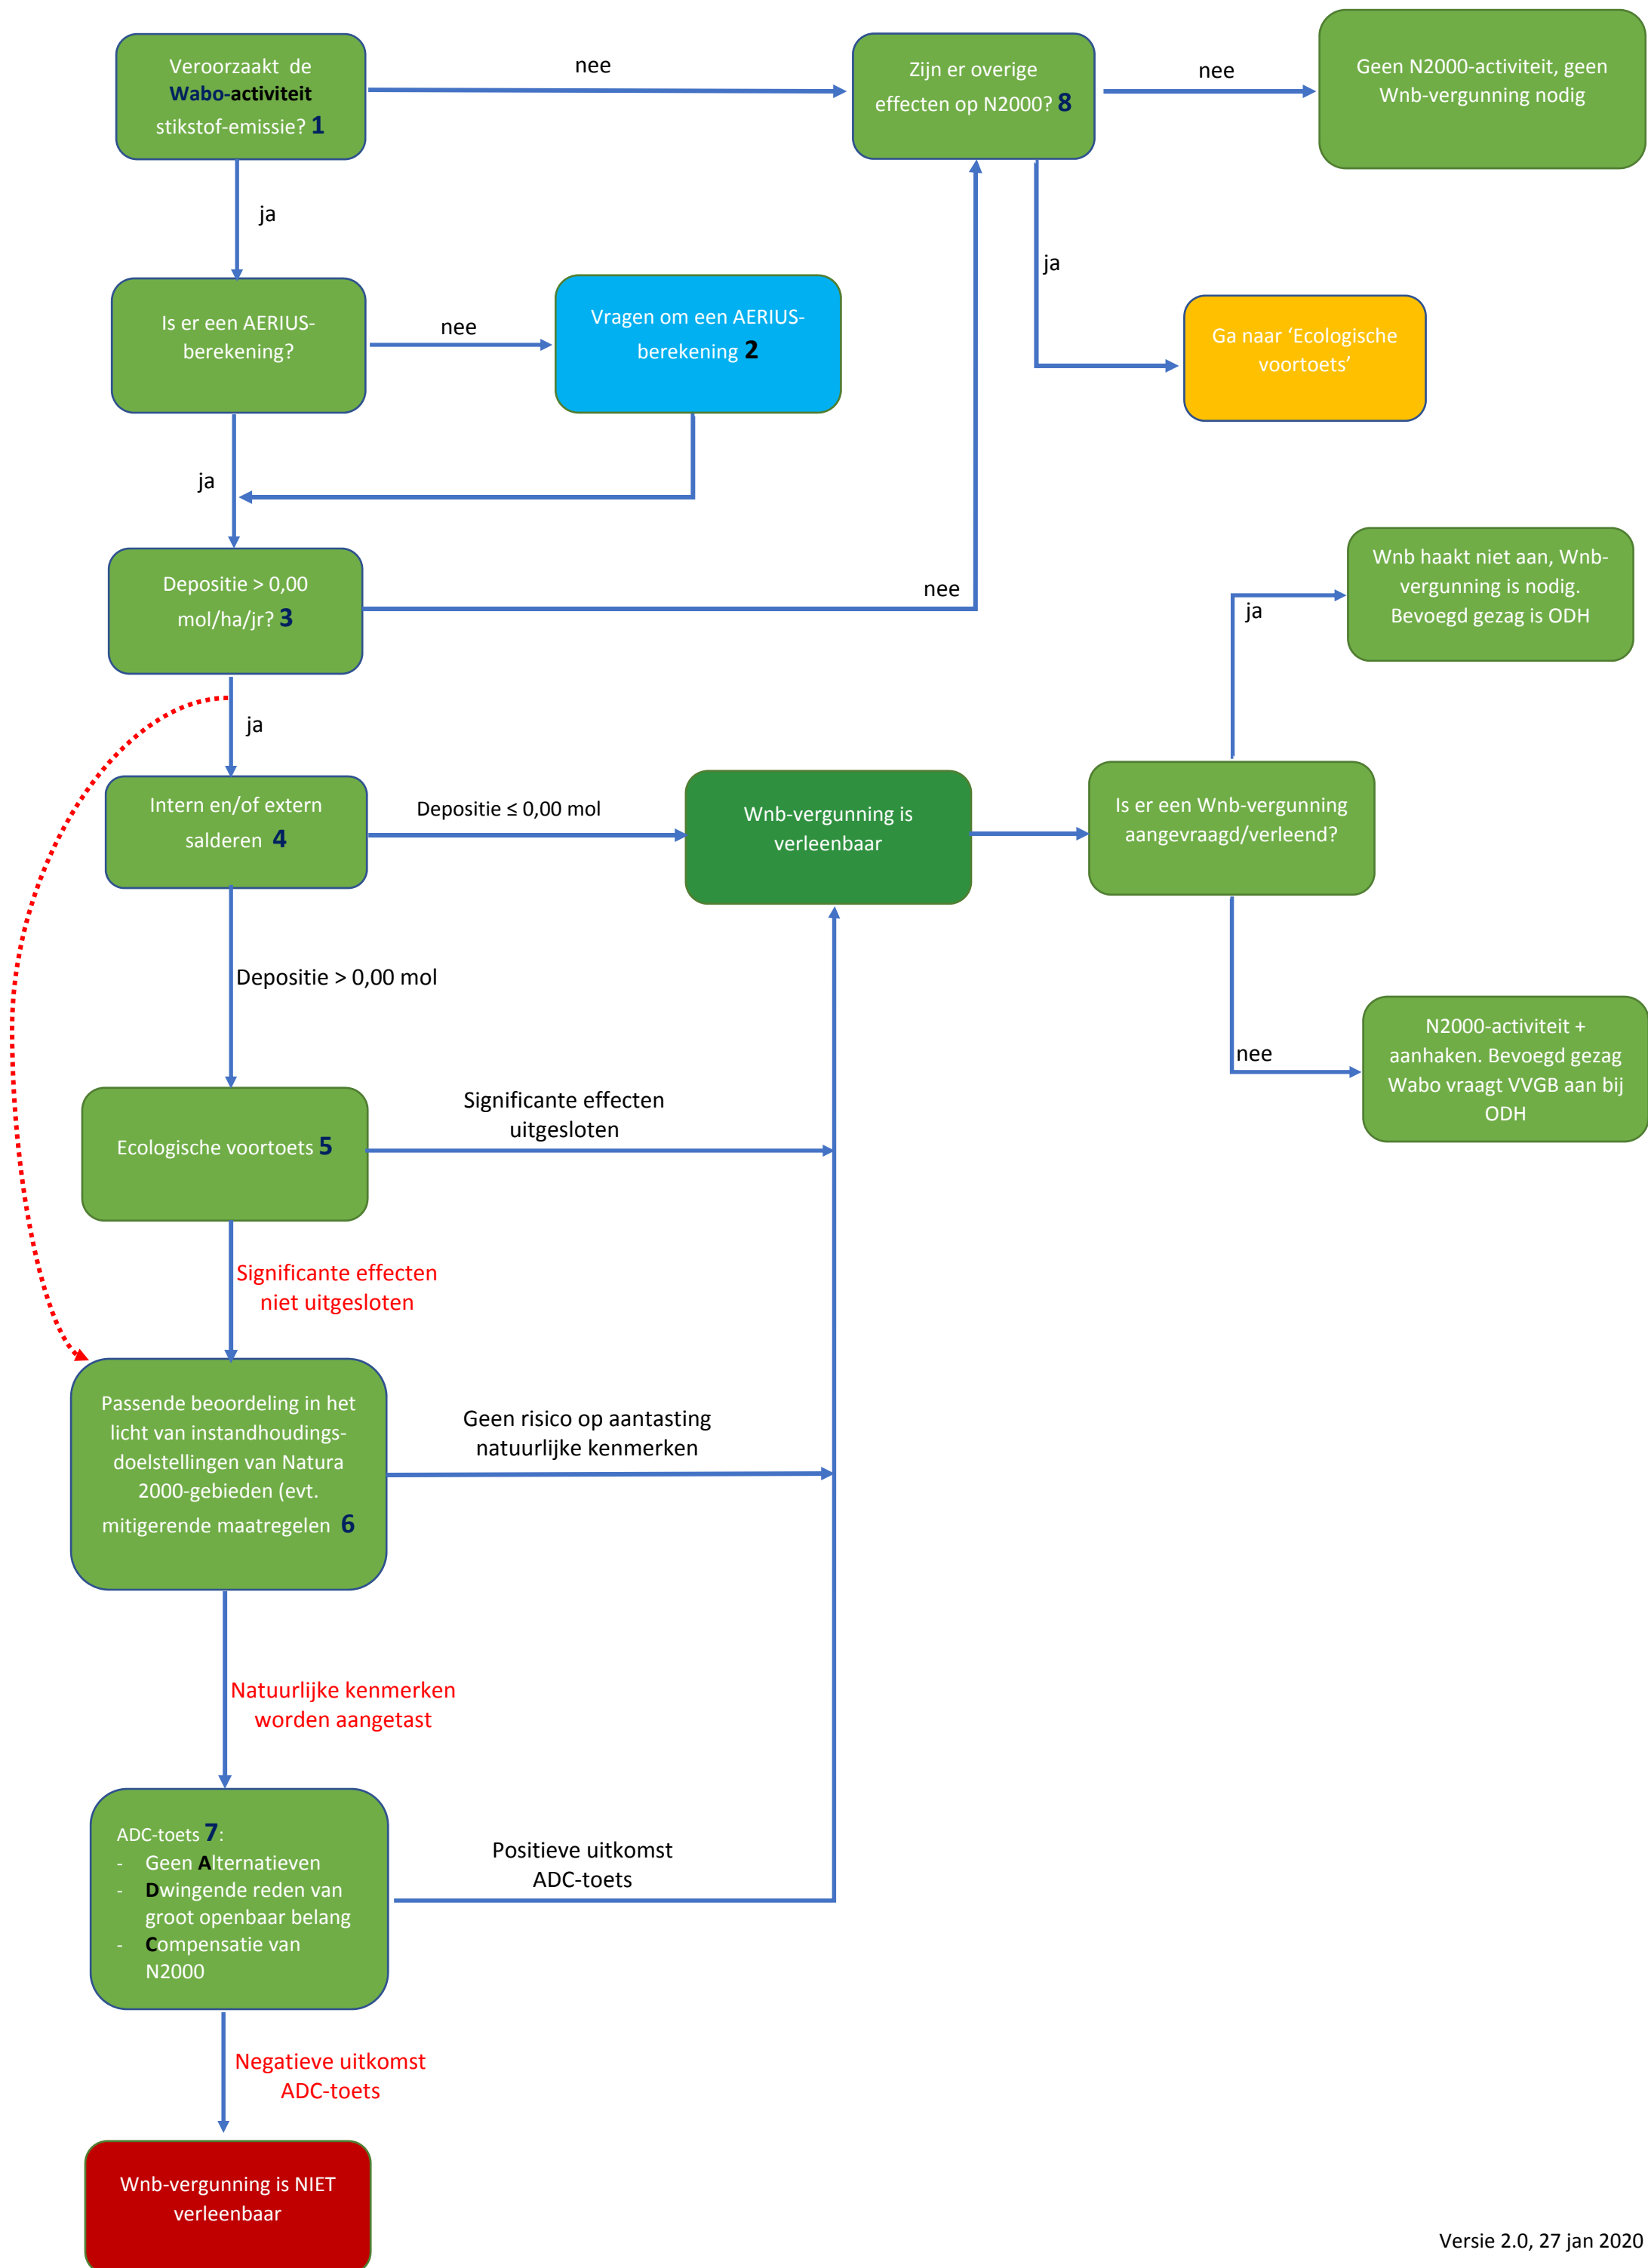 Veroorzaakt de
Wabo-activiteit
stikstof-emissie? 1
nee
Zijn er overige
effecten op N2000? 8
nee
Geen N2000-activiteit, geen
Wnb-vergunning nodig
ja
ja
Is er een AERIUS-
berekening?
nee
Vragen om een AERIUS-
berekening 2
Ga naar ‘Ecologische
voortoets’
ja
Depositie > 0,00
mol/ha/jr? 3
nee
Wnb haakt niet aan, Wnb-
vergunning is nodig.
Bevoegd gezag is ODH
ja
ja
Intern en/of extern
salderen 4
Depositie ≤ 0,00 mol
Wnb-vergunning is
verleenbaar
Is er een Wnb-vergunning
aangevraagd/verleend?
Depositie > 0,00 mol
nee
N2000-activiteit +
aanhaken. Bevoegd gezag
Wabo vraagt VVGB aan bij
ODH
Ecologische voortoets 5
Significante effecten
uitgesloten
Significante effecten
niet uitgesloten
Passende beoordeling in het
licht van instandhoudings-
doelstellingen van Natura
2000-gebieden (evt.
mitigerende maatregelen 6
Geen risico op aantasting
natuurlijke kenmerken
Natuurlijke kenmerken
worden aangetast
ADC-toets 7:
- Geen Alternatieven
- Dwingende reden van
groot openbaar belang
- Compensatie van
N2000
Positieve uitkomst
ADC-toets
Negatieve uitkomst
ADC-toets
Wnb-vergunning is NIET
verleenbaar
Versie 2.0, 27 jan 2020